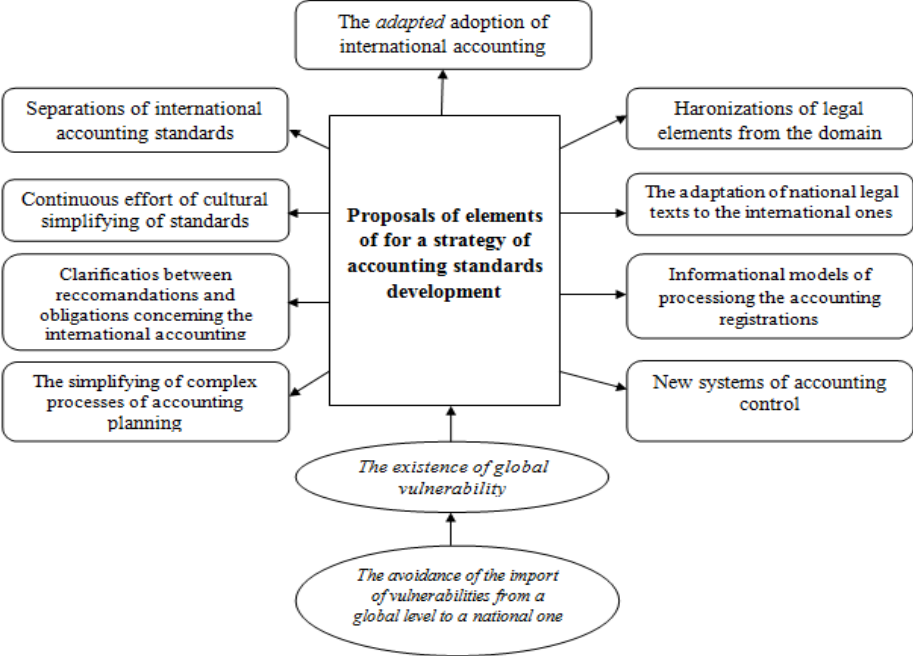 The adapted adoption of
international accounting
Separations of international
accounting standards
Continuous effort of cultural
simplifying of standards
Clarificatios between
reccomandations and
obligations concerning the
international accounting
The simplifying of complex
processes of accounting
planning
Proposals of elements
of for a strategy of
accounting standards
development
Haronizations of legal
elements from the domain
The adaptation of national legal
texts to the international ones
Informational models of
processiong the accounting
registrations
New systems of accounting
control
The existence of global
vulnerability
The avoidance of the import
of vulnerabilities from a
global level to a national one